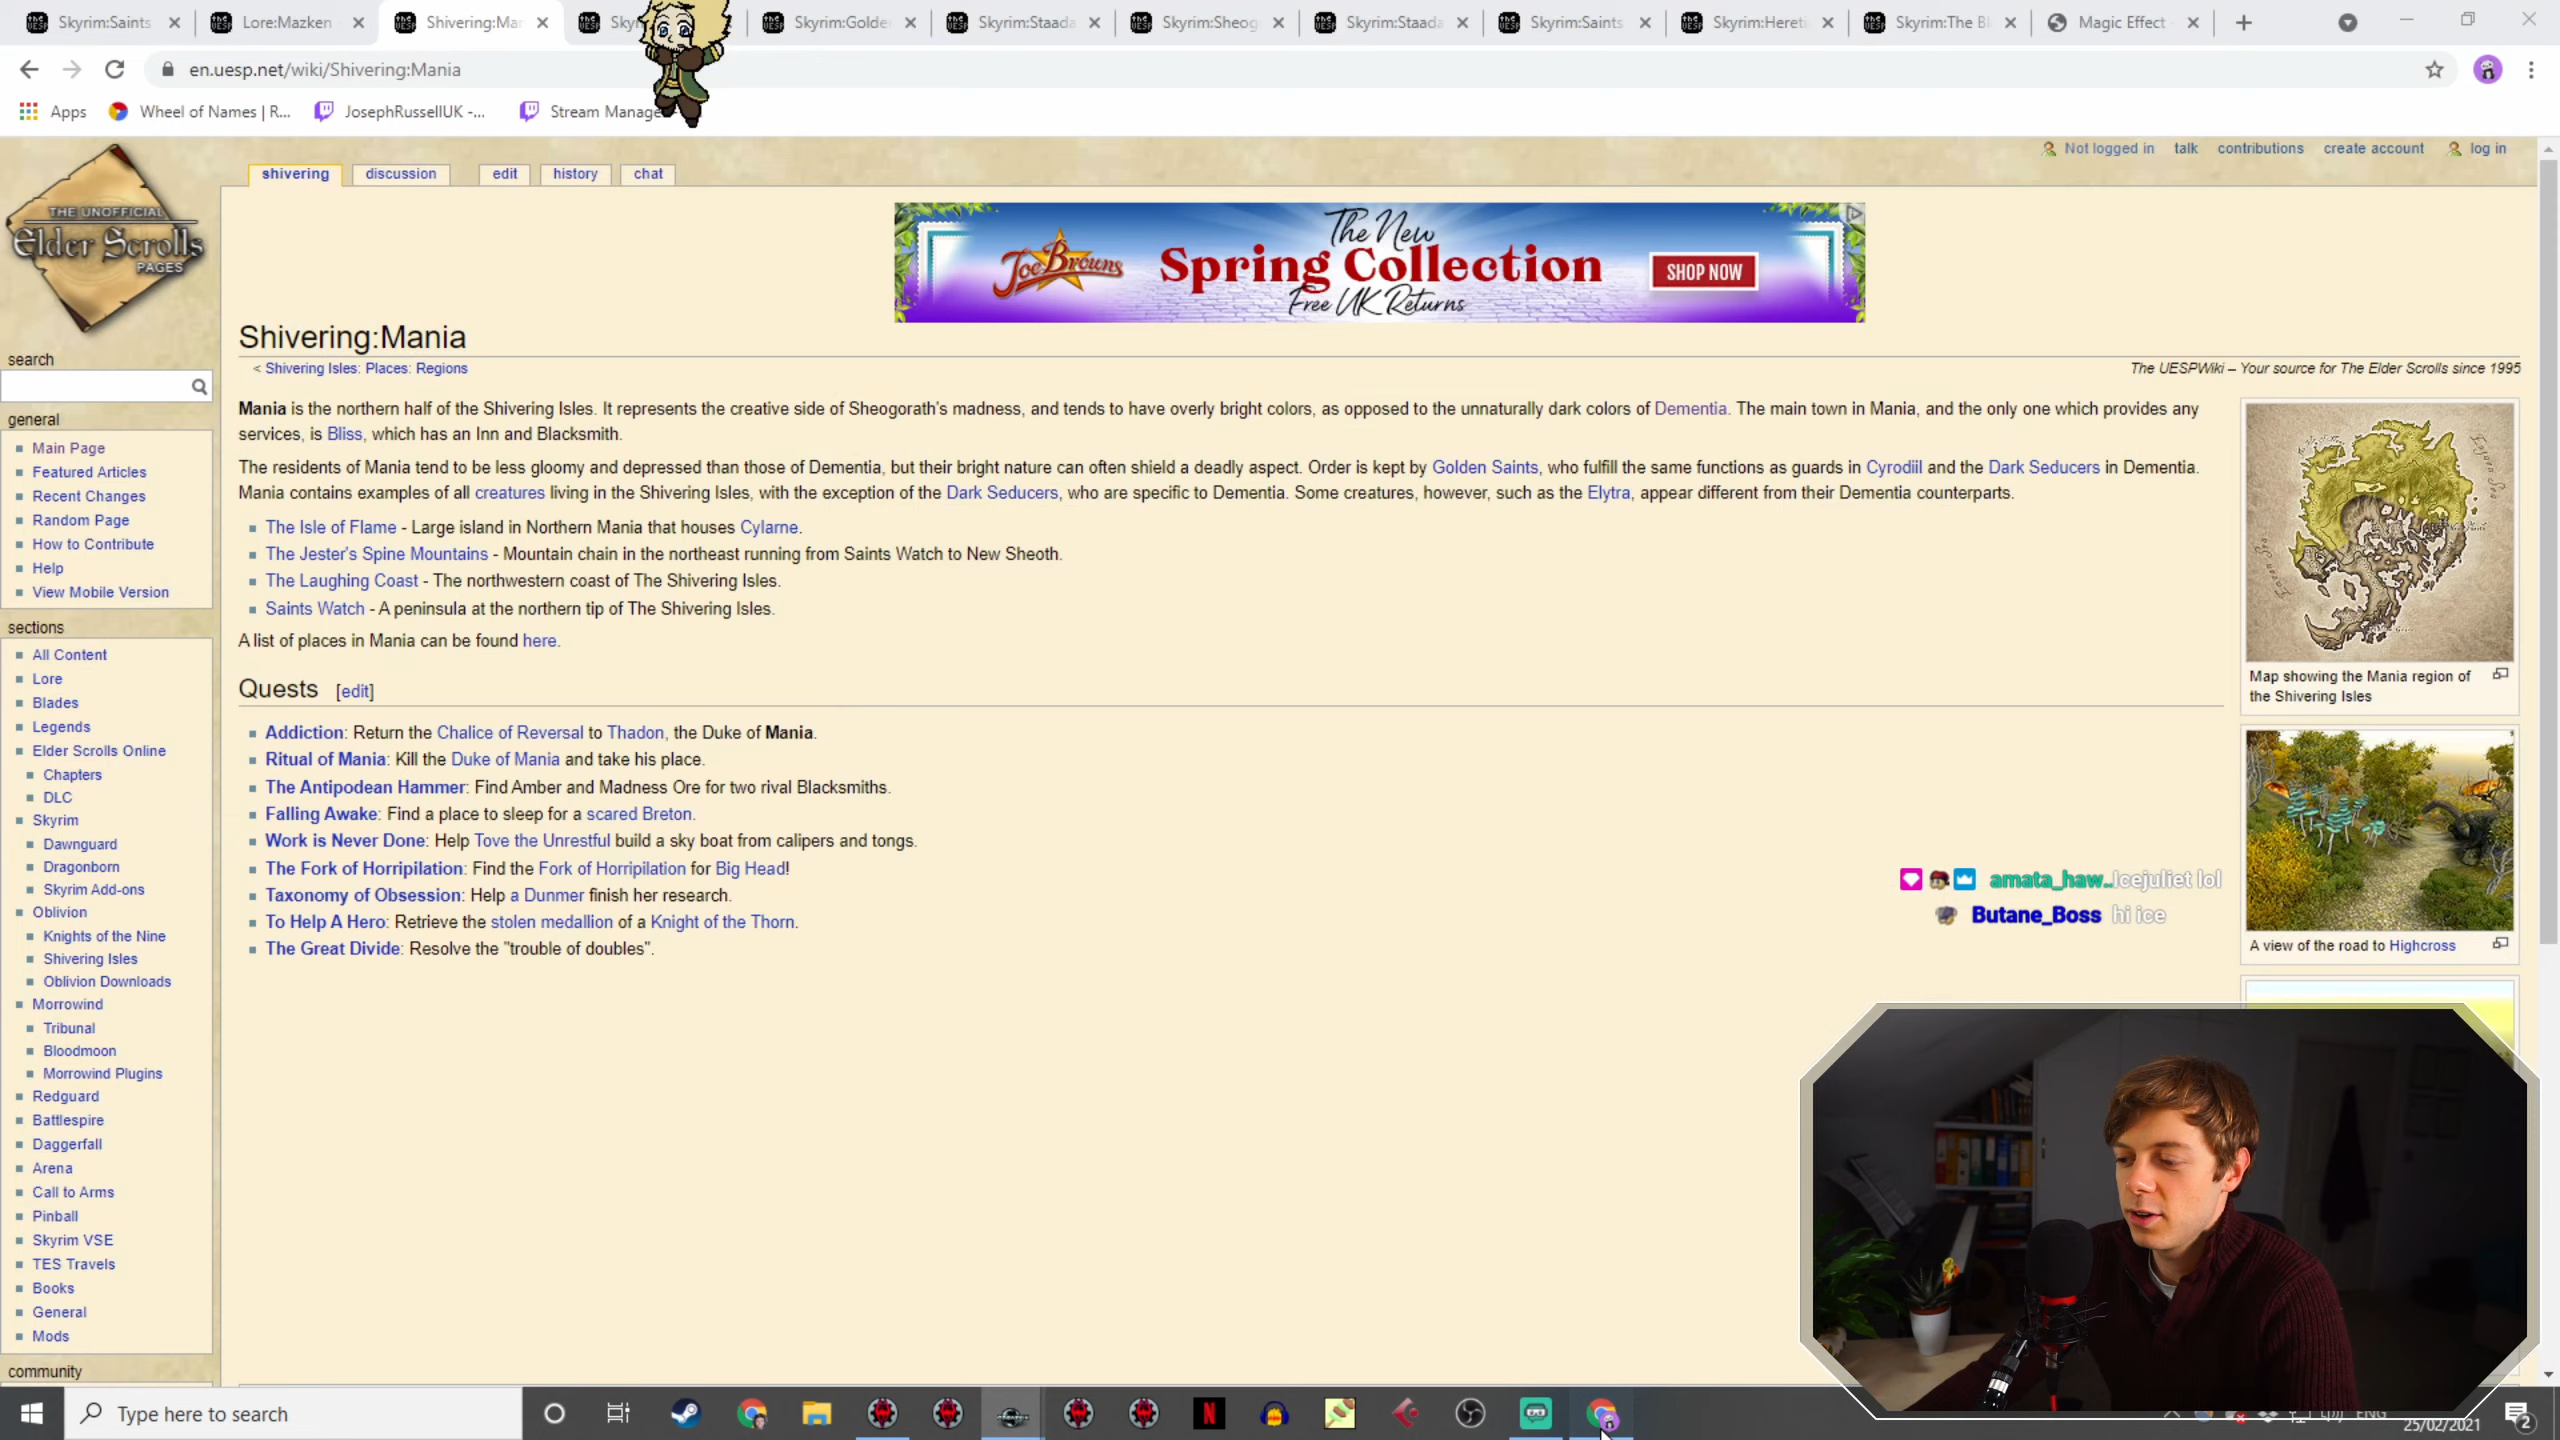 Skyrim:Saints
Lore:Mazken
Shivering:Mar
Sky
Skyrim:Golde
Skyrim:Staada
Skyrim:Sheog
Skyrim:Staada
Skyrim:Saints
Skyrim:Hereti
Skyrim:The Bl
Magic Effect
en.uesp.net/wiki/Shivering:Mania
Apps
Wheel of Names | R...
JosephRussellUK -...
Stream Manage
THE UNOFFICIAL
Elder Scrolls
PAGES
shivering
discussion
edit
history
chat
Not logged in
talk
contributions
create account
log in
Joe Browns
The New
Spring Collection
Free UK Returns
SHOP NOW
Shivering:Mania
< Shivering Isles: Places: Regions
The UESPWiki – Your source for The Elder Scrolls since 1995
Mania is the northern half of the Shivering Isles. It represents the creative side of Sheogorath's madness, and tends to have overly bright colors, as opposed to the unnaturally dark colors of Dementia. The main town in Mania, and the only one which provides any
services, is Bliss, which has an Inn and Blacksmith.
The residents of Mania tend to be less gloomy and depressed than those of Dementia, but their bright nature can often shield a deadly aspect. Order is kept by Golden Saints, who fulfill the same functions as guards in Cyrodiil and the Dark Seducers in Dementia.
Mania contains examples of all creatures living in the Shivering Isles, with the exception of the Dark Seducers, who are specific to Dementia. Some creatures, however, such as the Elytra, appear different from their Dementia counterparts.
The Isle of Flame - Large island in Northern Mania that houses Cylarne.
The Jester's Spine Mountains - Mountain chain in the northeast running from Saints Watch to New Sheoth.
The Laughing Coast - The northwestern coast of The Shivering Isles.
Saints Watch - A peninsula at the northern tip of The Shivering Isles.
A list of places in Mania can be found here.
Quests [edit]
Addiction: Return the Chalice of Reversal to Thadon, the Duke of Mania.
Ritual of Mania: Kill the Duke of Mania and take his place.
The Antipodean Hammer: Find Amber and Madness Ore for two rival Blacksmiths.
Falling Awake: Find a place to sleep for a scared Breton.
Work is Never Done: Help Tove the Unrestful build a sky boat from calipers and tongs.
The Fork of Horripilation: Find the Fork of Horripilation for Big Head!
Taxonomy of Obsession: Help a Dunmer finish her research.
To Help A Hero: Retrieve the stolen medallion of a Knight of the Thorn.
The Great Divide: Resolve the "trouble of doubles".
Map showing the Mania region of
the Shivering Isles
A view of the road to Highcross
amata_haw..Icejuliet lol
Butane_Boss hi ice
search
general
Main Page
Featured Articles
Recent Changes
Random Page
How to Contribute
Help
View Mobile Version
sections
All Content
Lore
Blades
Legends
Elder Scrolls Online
Chapters
DLC
Skyrim
Dawnguard
Dragonborn
Skyrim Add-ons
Oblivion
Knights of the Nine
Shivering Isles
Oblivion Downloads
Morrowind
Tribunal
Bloodmoon
Morrowind Plugins
Redguard
Battlespire
Daggerfall
Arena
Call to Arms
Pinball
Skyrim VSE
TES Travels
Books
General
Mods
community
Type here to search
N
ENG
25/02/2021
2